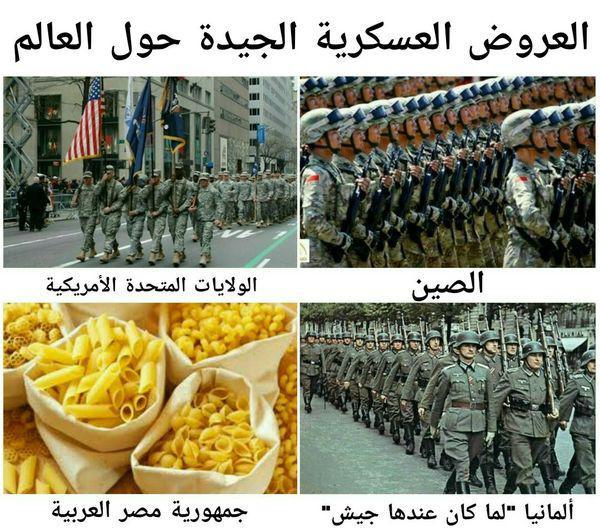 العروض العسكرية الجيدة حول العالم
الصين
الولايات المتحدة الأمريكية
ألمانيا "لما كان عندها جيش"
جمهورية مصر العربية